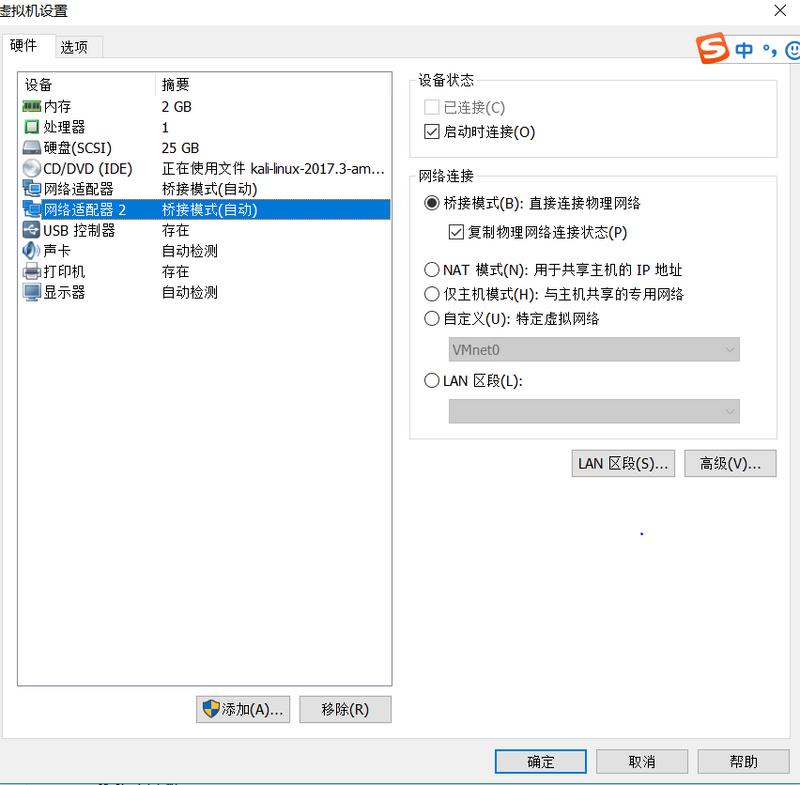 虚拟机设置
硬件 选项
中
设备 摘要
内存 2 GB
处理器 1
硬盘(SCSI) 25 GB
CD/DVD (IDE) 正在使用文件 kali-linux-2017.3-am...
网络适配器 桥接模式(自动)
网络适配器 2 桥接模式(自动)
USB 控制器 存在
声卡 自动检测
打印机 存在
显示器 自动检测
添加(A)... 移除(R)
设备状态
已连接(C)
启动时连接(O)
网络连接
桥接模式(B): 直接连接物理网络
复制物理网络连接状态(P)
NAT 模式(N): 用于共享主机的 IP 地址
仅主机模式(H): 与主机共享的专用网络
自定义(U): 特定虚拟网络
VMnet0
LAN 区段(L):
LAN 区段(S)... 高级(V)...
确定 取消 帮助